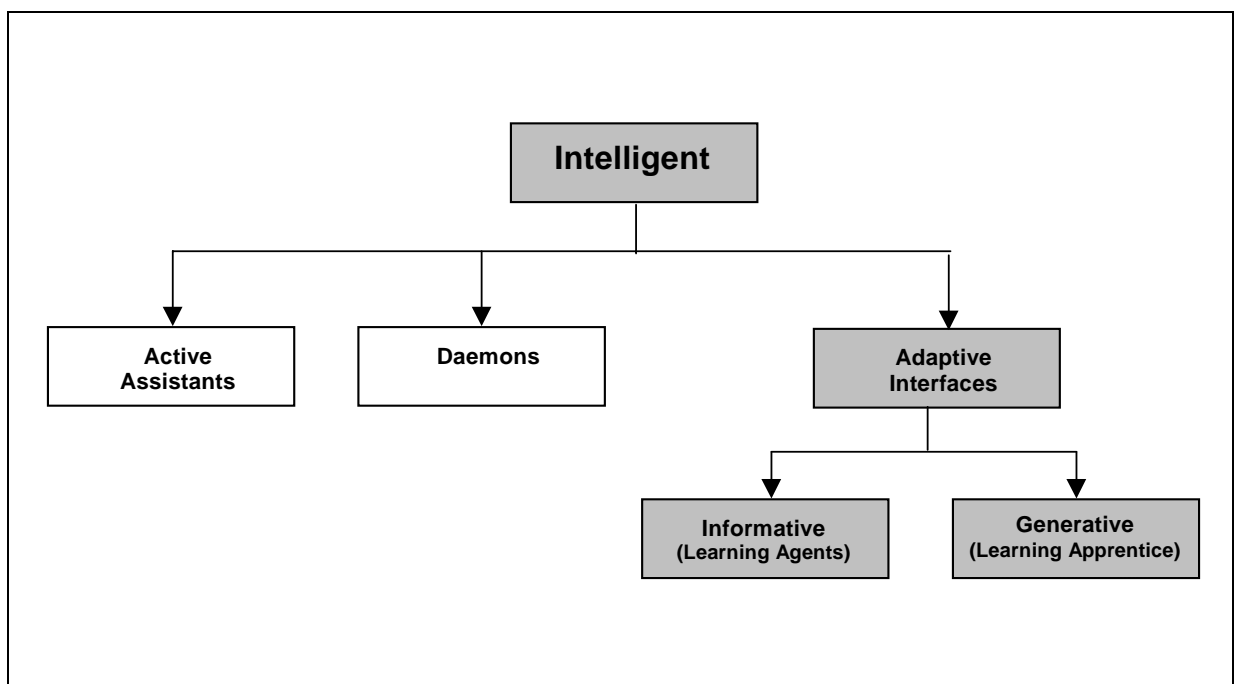 Intelligent
Active
Assistants
Daemons
Adaptive
Interfaces
Informative
(Learning Agents)
Generative
(Learning Apprentice)